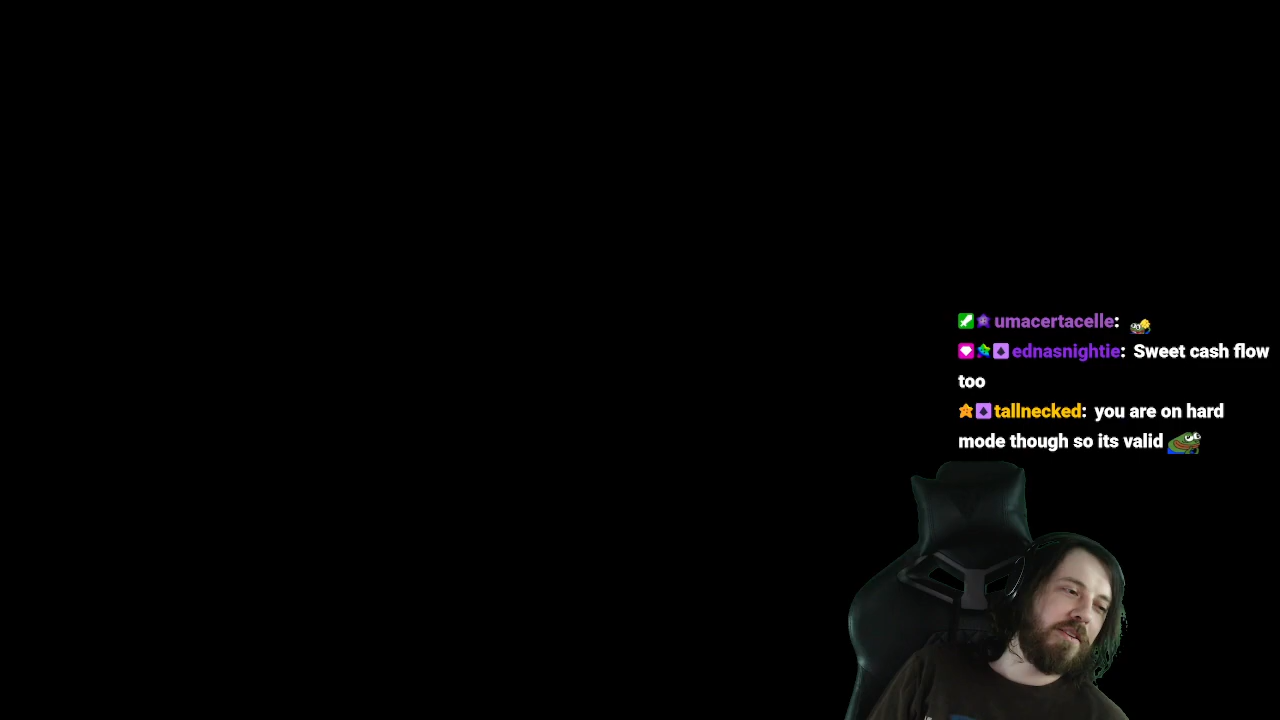 umacertacelle:
ednasnightie: Sweet cash flow
too
tallnecked: you are on hard
mode though so its valid